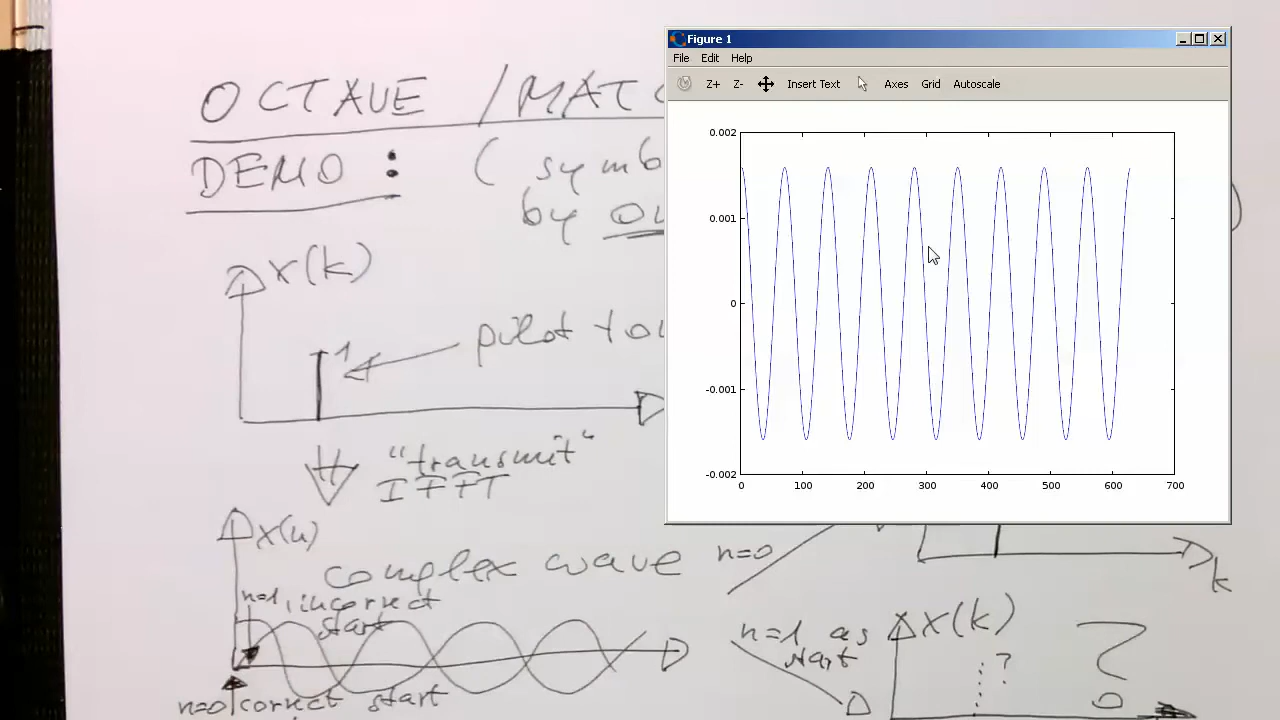 OCTAVE /MAT
DEMO : ( symb
by
X(k)
1
pilot to
"transmit"
IFFT
X(n)
complex wave
n=1, incorrect
start
n=0 correct start
n=0
k
n=1 as
start
X(k)
?
?
Figure 1
File Edit Help
Z+ Z- Insert Text Axes Grid Autoscale
0.002
0.001
0
-0.001
-0.002
0 100 200 300 400 500 600 700